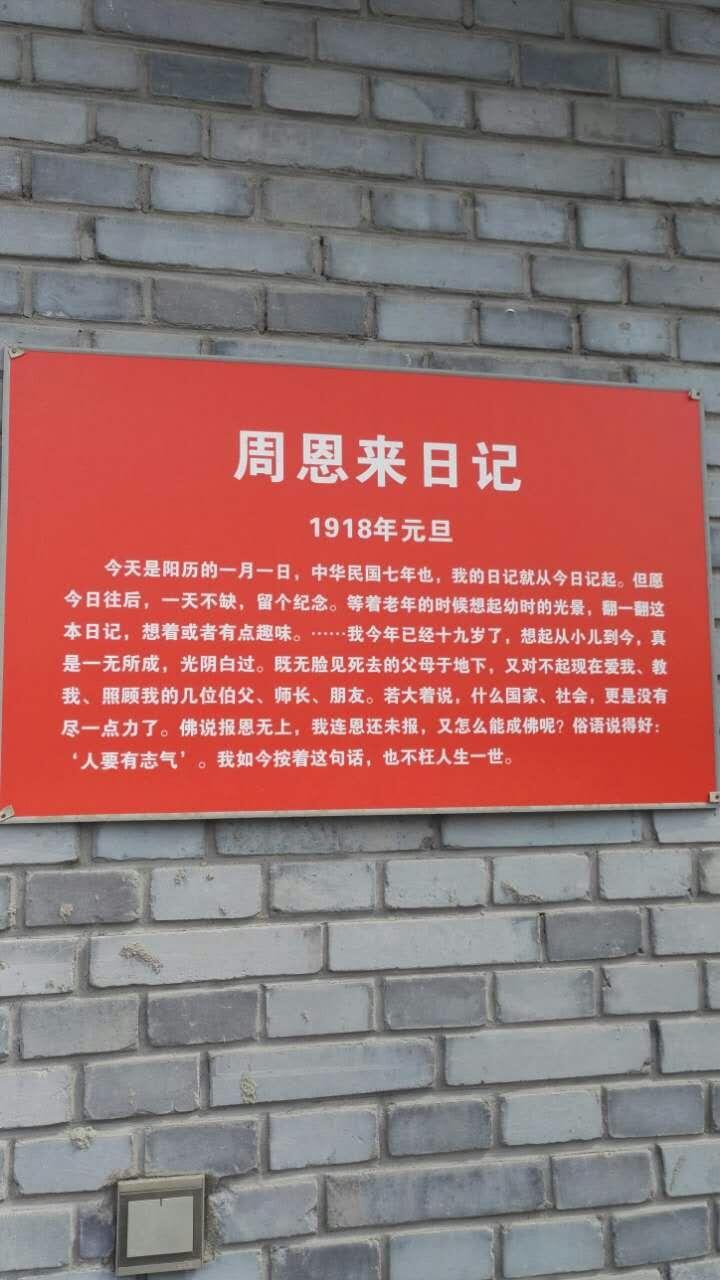 周恩来日记
1918年元旦
今天是阳历的一月一日，中华民国七年也，我的日记就从今日记起。但愿
今日往后，一天不缺，留个纪念。等着老年的时候想起幼时的光景，翻一翻这
本日记，想着或者有点趣味。……我今年已经十九岁了，想起从小儿到今，真
是一无所成，光阴白过。既无脸见死去的父母于地下，又对不起现在爱我、教
我、照顾我的几位伯父、师长、朋友。若大着说，什么国家、社会，更是没有
尽一点力了。佛说报恩无上，我连恩还未报，又怎么能成佛呢？俗语说得好：
‘人要有志气’。我如今按着这句话，也不枉人生一世。